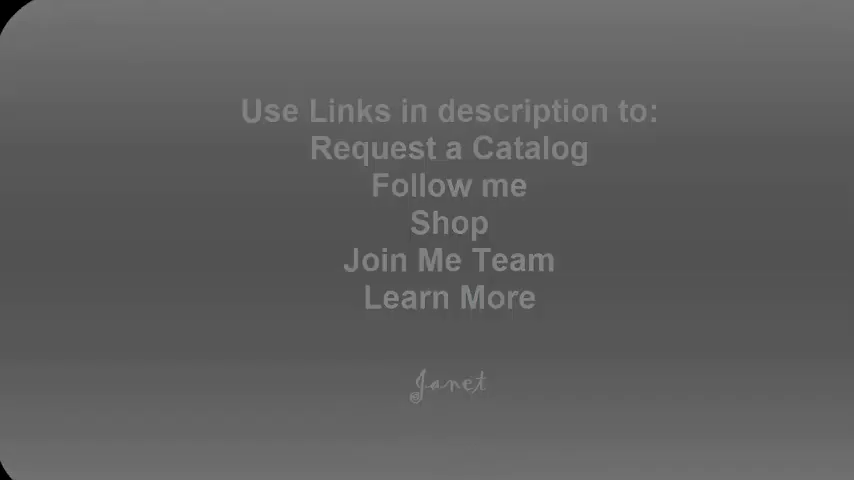 Use Links in description to:
Request a Catalog
Follow me
Shop
Join Me Team
Learn More
Janet